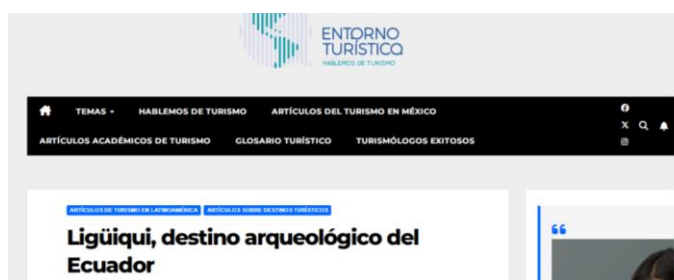 ENTORNO
TURÍSTICO
HABLEMOS DE TURISMO
TEMAS
HABLEMOS DE TURISMO
ARTÍCULOS DEL TURISMO EN MÉXICO
ARTÍCULOS ACADÉMICOS DE TURISMO
GLOSARIO TURÍSTICO
TURISMÓLOGOS EXITOSOS
ARTÍCULOS DE TURISMO EN LATINOAMÉRICA
ARTÍCULOS SOBRE DESTINOS TURÍSTICOS
Ligüiqui, destino arqueológico del
Ecuador